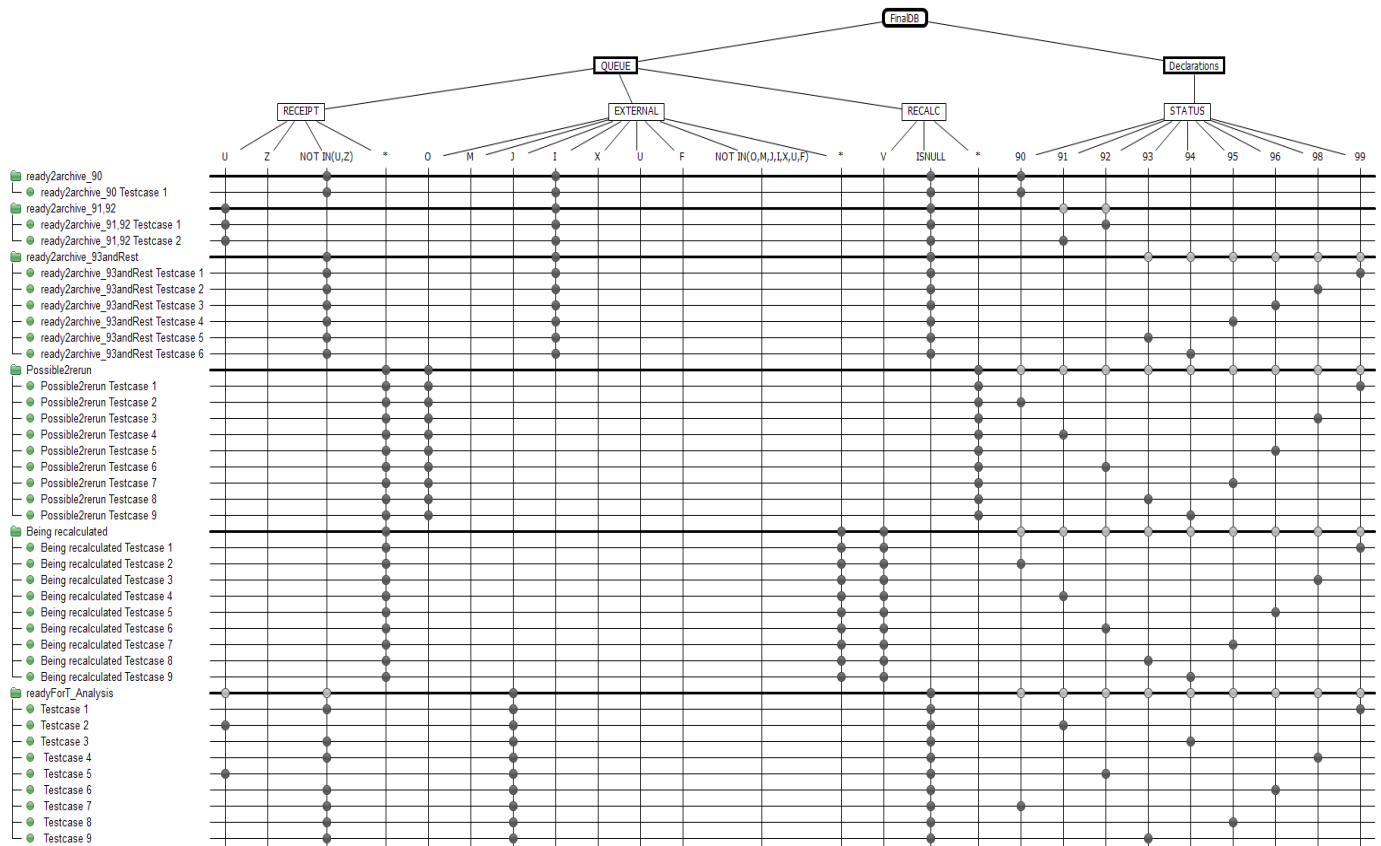 FinalDB
QUEUE Declarations
RECEIPT EXTERNAL RECALC STATUS
U Z NOT IN(U,Z) * O M J I X U F NOT IN(O,M,J,I,X,U,F) * V ISNULL * 90 91 92 93 94 95 96 98 99
ready2archive_90
ready2archive_90 Testcase 1
ready2archive_91,92
ready2archive_91,92 Testcase 1
ready2archive_91,92 Testcase 2
ready2archive_93andRest
ready2archive_93andRest Testcase 1
ready2archive_93andRest Testcase 2
ready2archive_93andRest Testcase 3
ready2archive_93andRest Testcase 4
ready2archive_93andRest Testcase 5
ready2archive_93andRest Testcase 6
Possible2rerun
Possible2rerun Testcase 1
Possible2rerun Testcase 2
Possible2rerun Testcase 3
Possible2rerun Testcase 4
Possible2rerun Testcase 5
Possible2rerun Testcase 6
Possible2rerun Testcase 7
Possible2rerun Testcase 8
Possible2rerun Testcase 9
Being recalculated
Being recalculated Testcase 1
Being recalculated Testcase 2
Being recalculated Testcase 3
Being recalculated Testcase 4
Being recalculated Testcase 5
Being recalculated Testcase 6
Being recalculated Testcase 7
Being recalculated Testcase 8
Being recalculated Testcase 9
readyForT_Analysis
Testcase 1
Testcase 2
Testcase 3
Testcase 4
Testcase 5
Testcase 6
Testcase 7
Testcase 8
Testcase 9